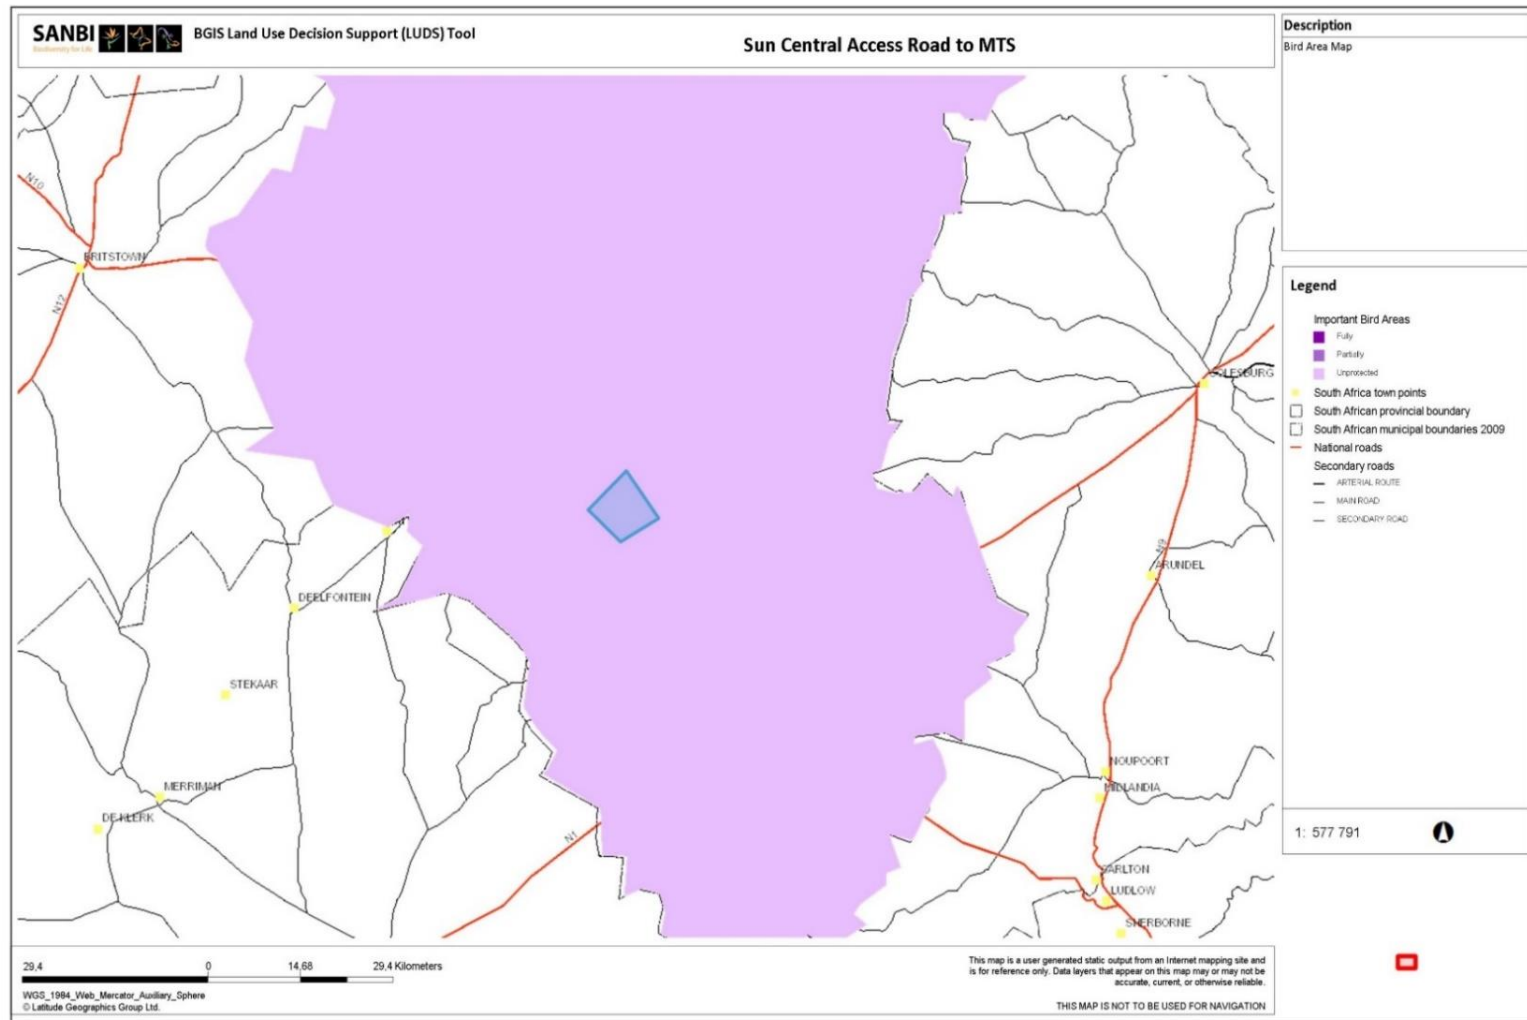 SANBI
Biodiversity for Life
BGIS Land Use Decision Support (LUDS) Tool
Sun Central Access Road to MTS
Description
Bird Area Map
N10
BRITSTOWN
N12
DEELFONTEIN
STEKAAR
MERRIMAN
DE KLERK
N1
ARUNDEL
N9
NOUPOORT
MIDLANDIA
LUDLOW
SHERBORNE
Legend
Important Bird Areas
Fully
Partially
Unprotected
South Africa town points
South African provincial boundary
South African municipal boundaries 2009
National roads
Secondary roads
ARTERIAL ROUTE
MAIN ROAD
SECONDARY ROAD
1: 577 791
29,4 0 14,68 29,4 Kilometers
WGS_1984_Web_Mercator_Auxiliary_Sphere
© Latitude Geographics Group Ltd.
This map is a user generated static output from an Internet mapping site and
is for reference only. Data layers that appear on this map may or may not be
accurate, current, or otherwise reliable.
THIS MAP IS NOT TO BE USED FOR NAVIGATION